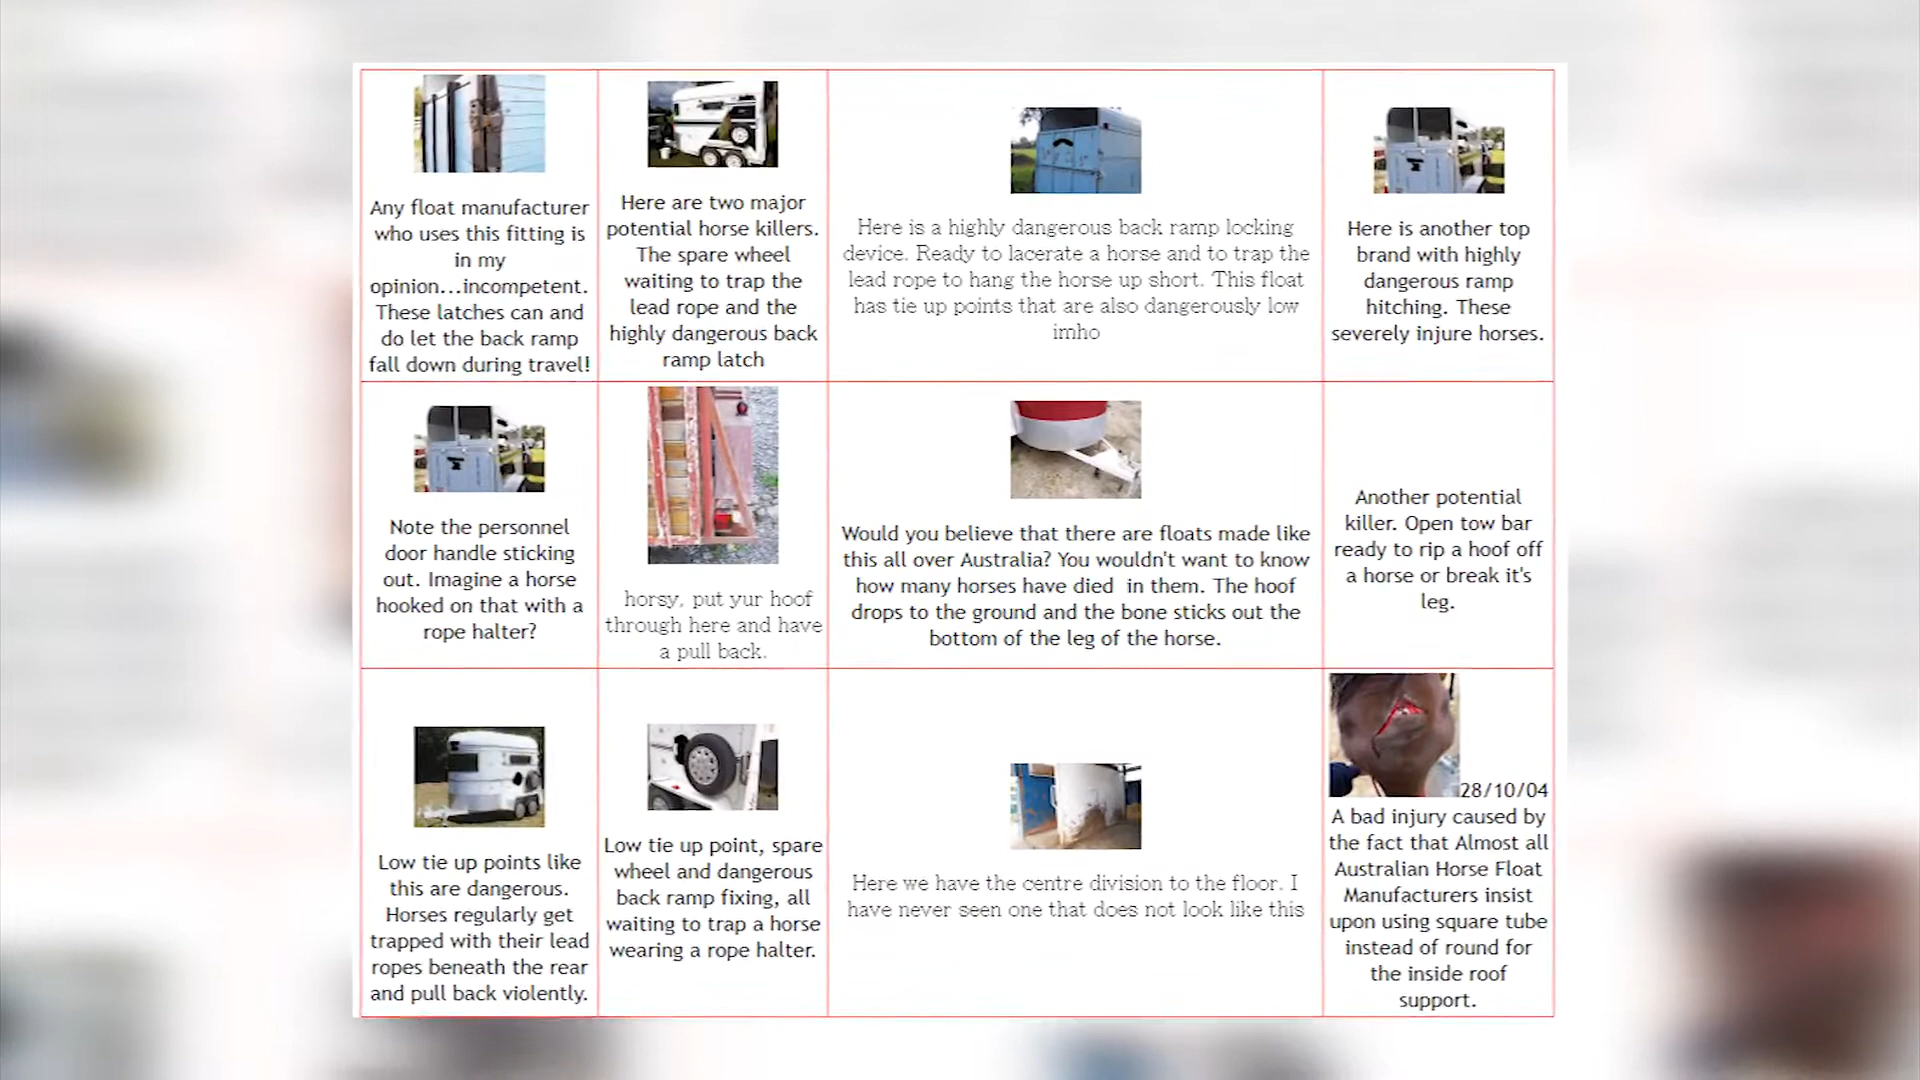 Any float manufacturer
who uses this fitting is
in my
opinion...incompetent.
These latches can and
do let the back ramp
fall down during travel!
Here are two major
potential horse killers.
The spare wheel
waiting to trap the
lead rope and the
highly dangerous back
ramp latch
Here is a highly dangerous back ramp locking
device. Ready to lacerate a horse and to trap the
lead rope to hang the horse up short. This float
has tie up points that are also dangerously low
imho
Here is another top
brand with highly
dangerous ramp
hitching. These
severely injure horses.
Note the personnel
door handle sticking
out. Imagine a horse
hooked on that with a
rope halter?
horsy, put yur hoof
through here and have
a pull back.
Would you believe that there are floats made like
this all over Australia? You wouldn't want to know
how many horses have died in them. The hoof
drops to the ground and the bone sticks out the
bottom of the leg of the horse.
Another potential
killer. Open tow bar
ready to rip a hoof off
a horse or break it's
leg.
Low tie up points like
this are dangerous.
Horses regularly get
trapped with their lead
ropes beneath the rear
and pull back violently.
Low tie up point, spare
wheel and dangerous
back ramp fixing, all
waiting to trap a horse
wearing a rope halter.
Here we have the centre division to the floor. I
have never seen one that does not look like this
28/10/04
A bad injury caused by
the fact that Almost all
Australian Horse Float
Manufacturers insist
upon using square tube
instead of round for
the inside roof
support.